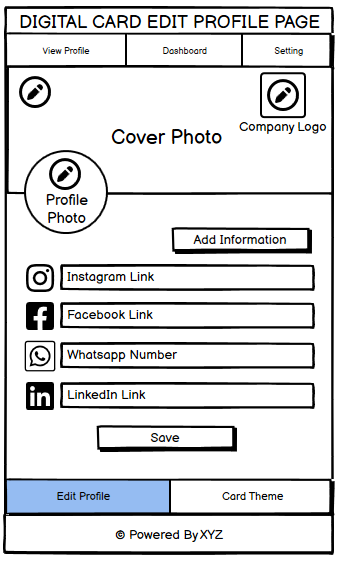 DIGITAL CARD EDIT PROFILE PAGE
View Profile
Dashboard
Setting
Cover Photo
Company Logo
Profile
Photo
Add Information
Instagram Link
Facebook Link
Whatsapp Number
LinkedIn Link
Save
Edit Profile
Card Theme
© Powered By XYZ